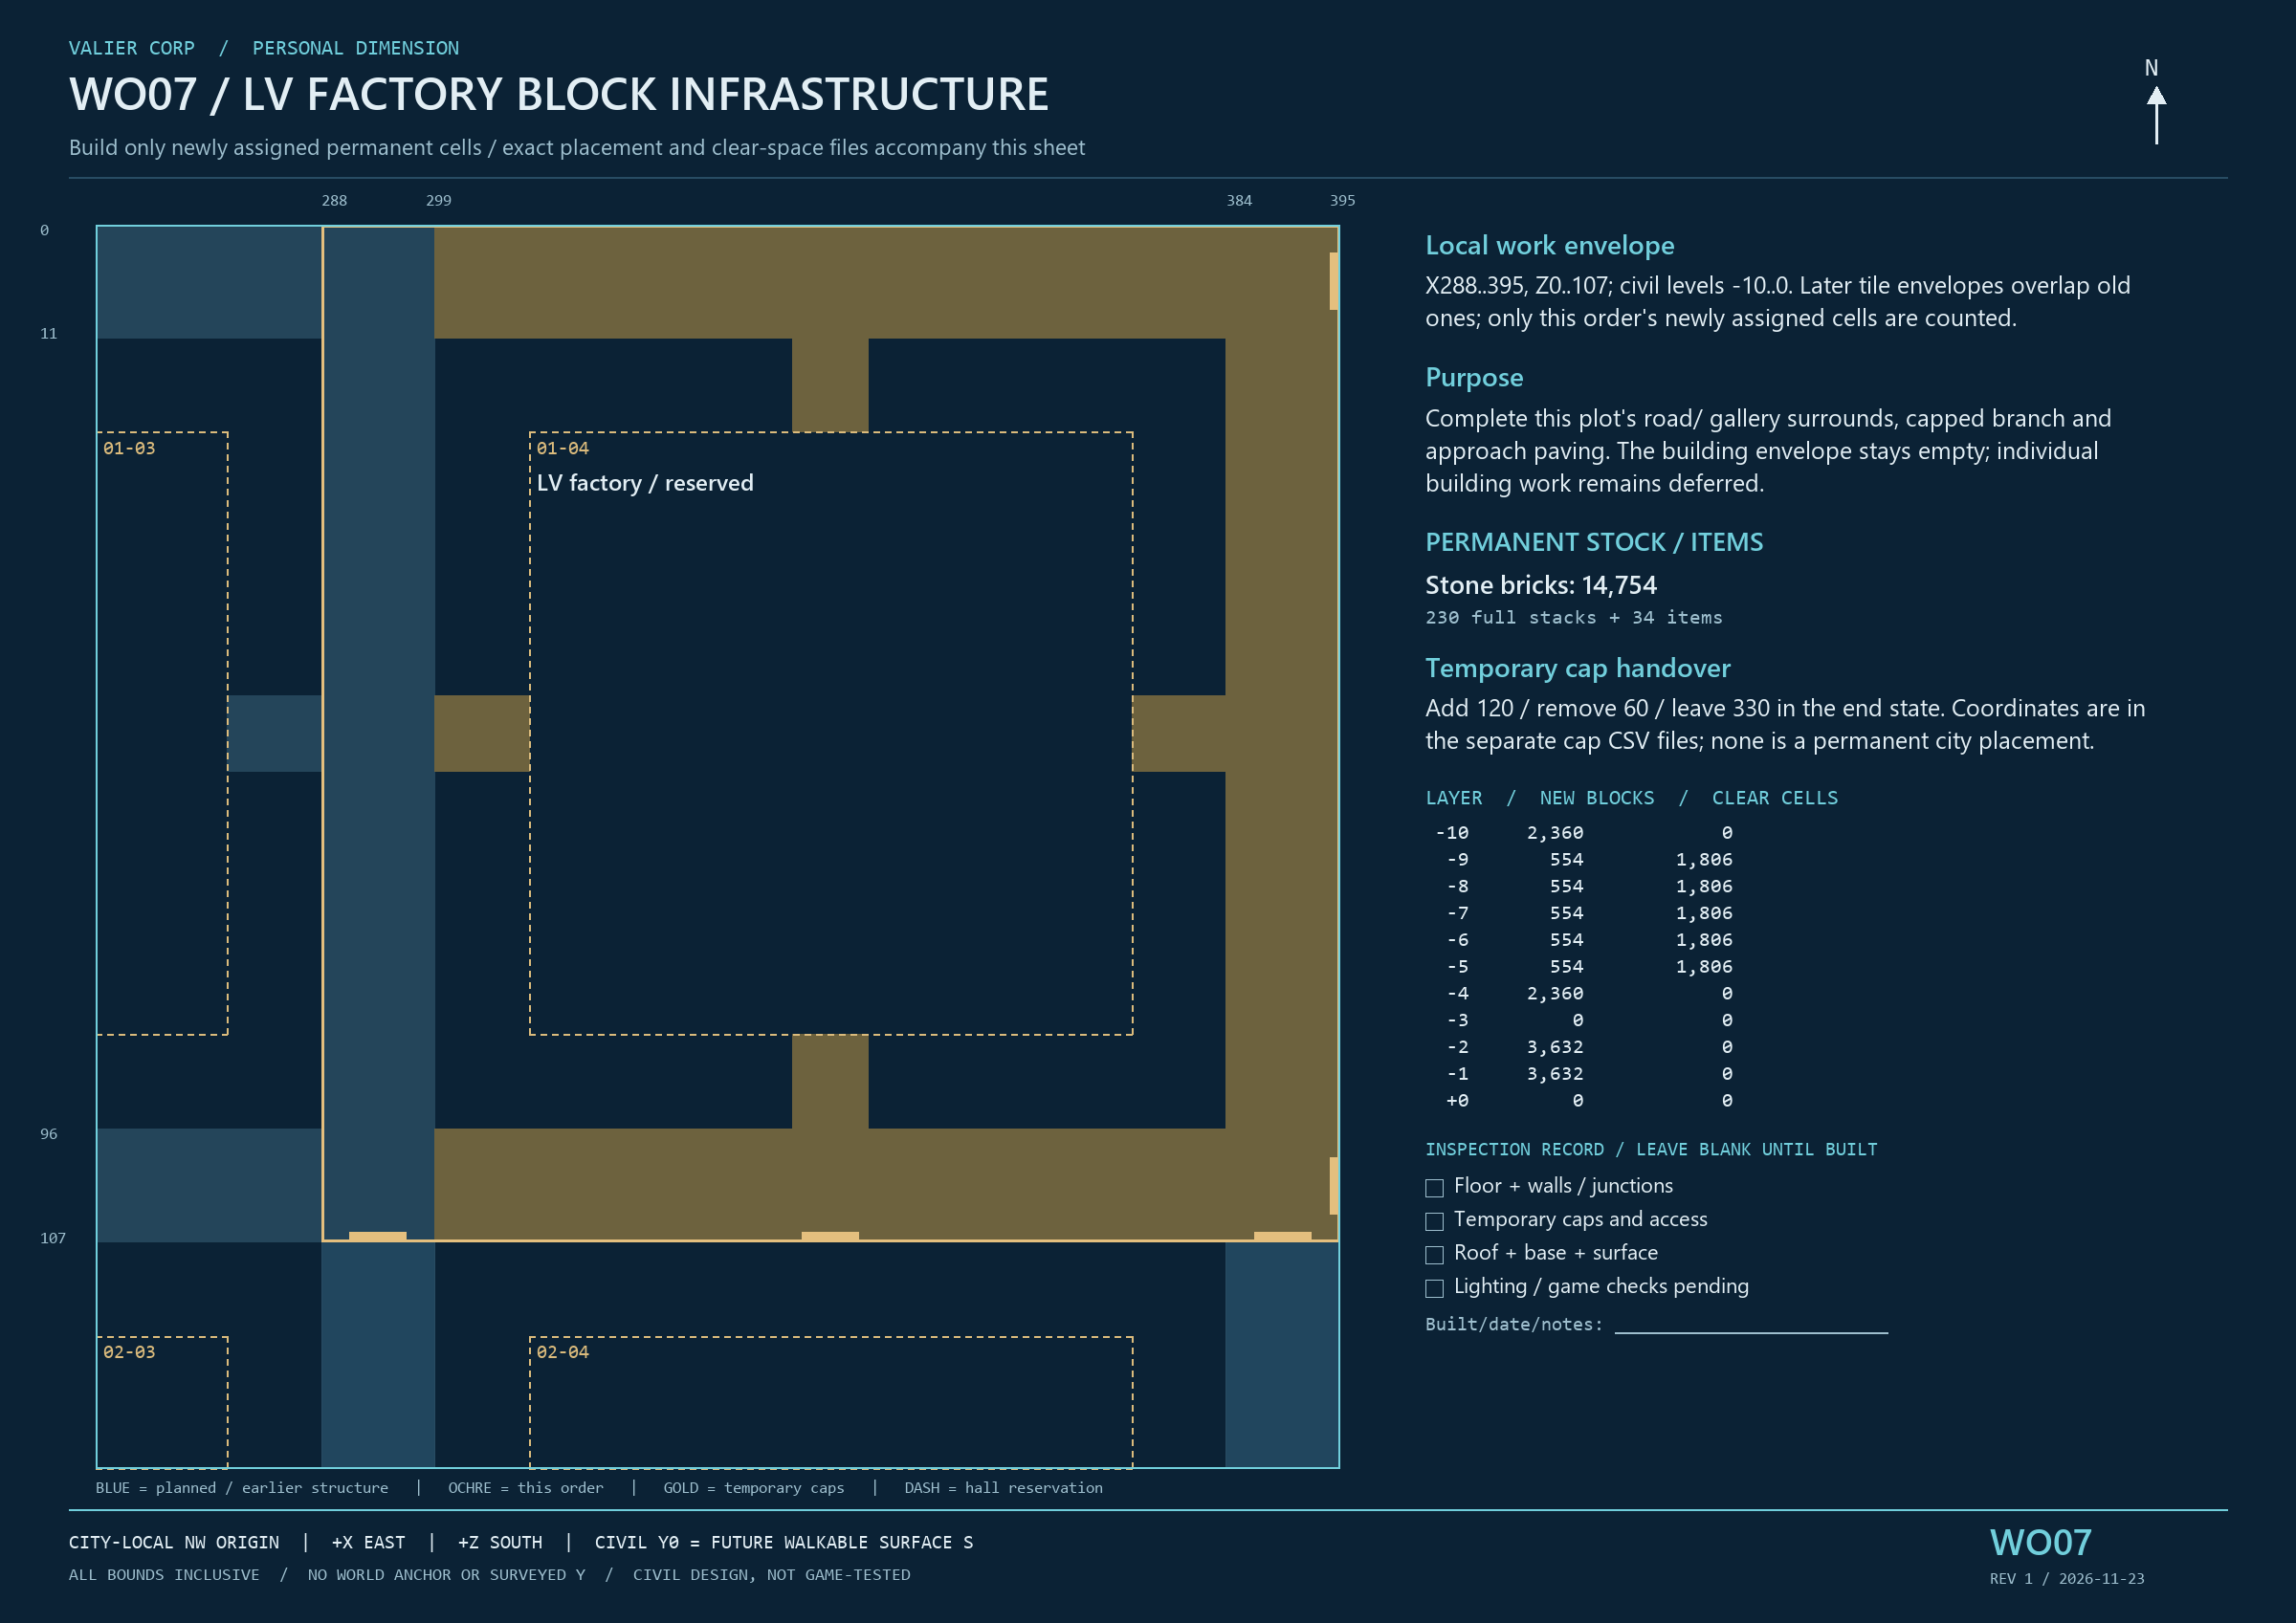 VALIER CORP / PERSONAL DIMENSION
WO07 / LV FACTORY BLOCK INFRASTRUCTURE
Build only newly assigned permanent cells / exact placement and clear-space files accompany this sheet
N
288 299 384 395
0
11
96
107
01-03
01-04
LV factory / reserved
02-03
02-04
BLUE = planned / earlier structure | OCHRE = this order | GOLD = temporary caps | DASH = hall reservation
Local work envelope
X288..395, Z0..107; civil levels -10..0. Later tile envelopes overlap old
ones; only this order's newly assigned cells are counted.
Purpose
Complete this plot's road/ gallery surrounds, capped branch and
approach paving. The building envelope stays empty; individual
building work remains deferred.
PERMANENT STOCK / ITEMS
Stone bricks: 14,754
230 full stacks + 34 items
Temporary cap handover
Add 120 / remove 60 / leave 330 in the end state. Coordinates are in
the separate cap CSV files; none is a permanent city placement.
LAYER / NEW BLOCKS / CLEAR CELLS
-10 2,360 0
-9 554 1,806
-8 554 1,806
-7 554 1,806
-6 554 1,806
-5 554 1,806
-4 2,360 0
-3 0 0
-2 3,632 0
-1 3,632 0
+0 0 0
INSPECTION RECORD / LEAVE BLANK UNTIL BUILT
Floor + walls / junctions
Temporary caps and access
Roof + base + surface
Lighting / game checks pending
Built/date/notes:
CITY-LOCAL NW ORIGIN | +X EAST | +Z SOUTH | CIVIL Y0 = FUTURE WALKABLE SURFACE S
ALL BOUNDS INCLUSIVE / NO WORLD ANCHOR OR SURVEYED Y / CIVIL DESIGN, NOT GAME-TESTED
WO07
REV 1 / 2026-11-23